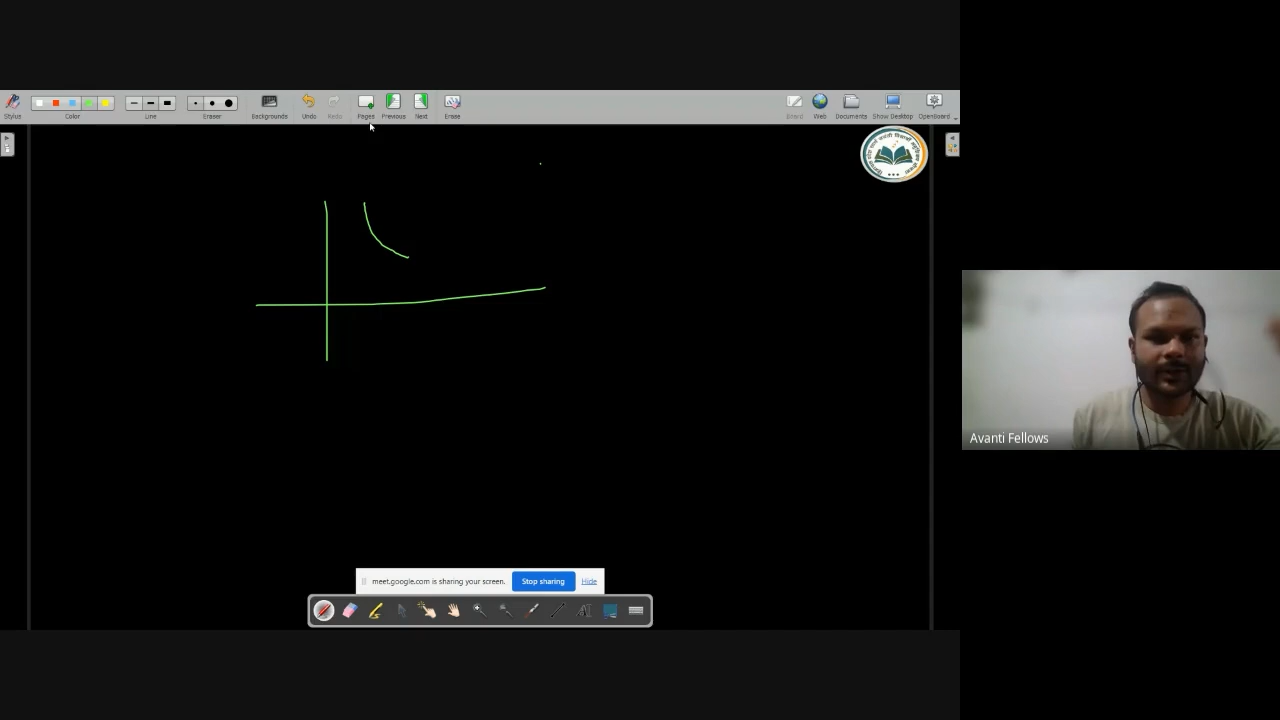 Stylus Color Line Eraser Backgrounds Undo Redo Pages Previous Next Erase Board Web Documents Show Desktop OpenBoard
Avanti Fellows
meet.google.com is sharing your screen. Stop sharing Hide